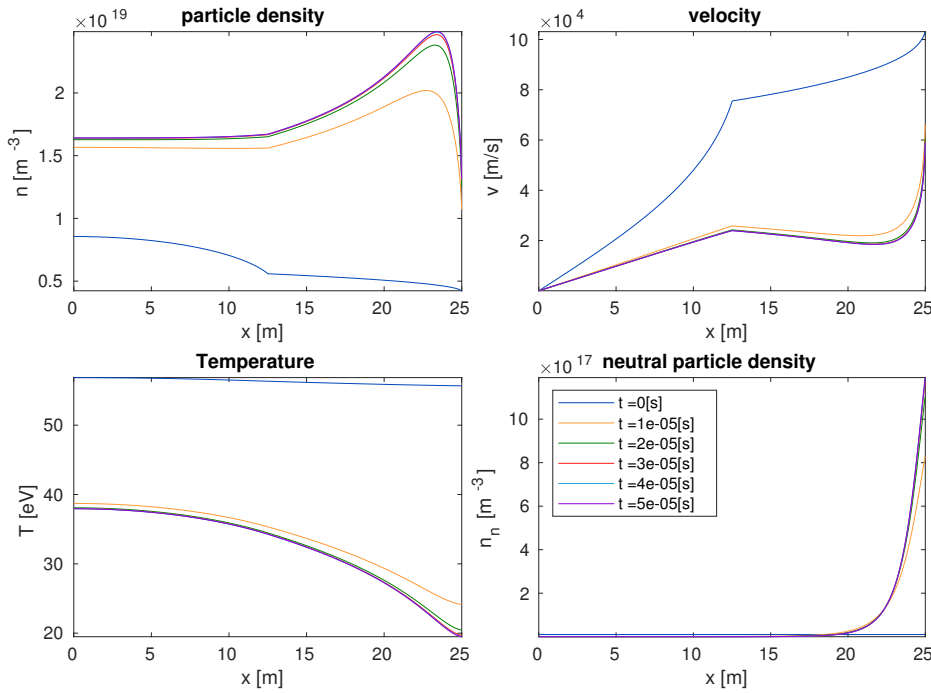 particle density
×10^19
n [m^-3]
2
1.5
1
0.5
0 5 10 15 20 25
x [m]
velocity
×10^4
v [m/s]
10
8
6
4
2
0 5 10 15 20 25
x [m]
Temperature
T [eV]
50
40
30
20
0 5 10 15 20 25
x [m]
neutral particle density
×10^17
n_n [m^-3]
10
8
6
4
2
t =0[s]
t =1e-05[s]
t =2e-05[s]
t =3e-05[s]
t =4e-05[s]
t =5e-05[s]
0 5 10 15 20 25
x [m]